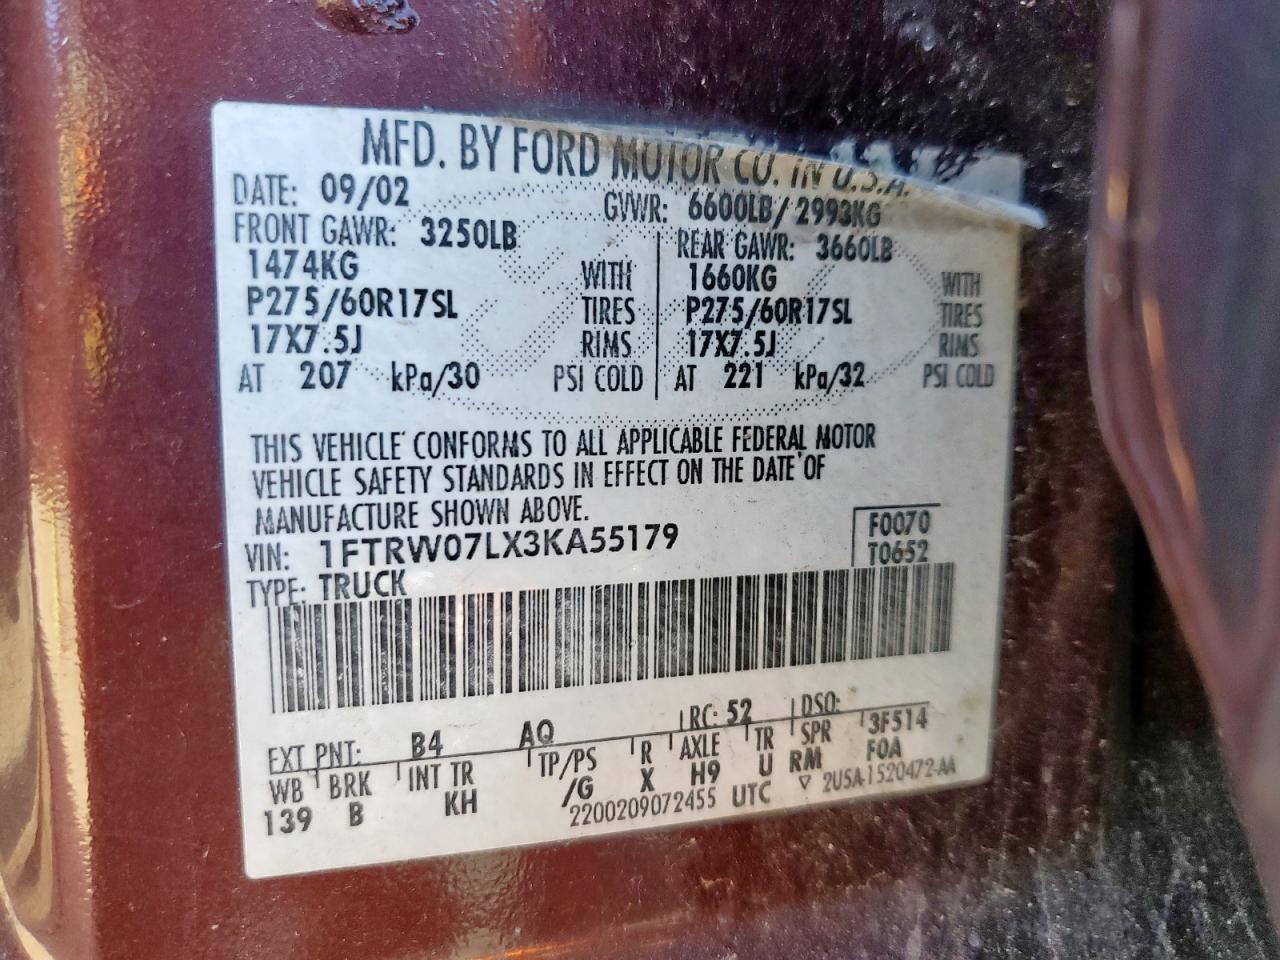 MFD. BY FORD MOTOR CO. IN U.S.A.
DATE: 09/02 GVWR: 6600LB/2993KG
FRONT GAWR: 3250LB REAR GAWR: 3660LB
1474KG WITH 1660KG WITH
P275/60R17SL TIRES P275/60R17SL TIRES
17X7.5J RIMS 17X7.5J RIMS
AT 207 kPa/30 PSI COLD AT 221 kPa/32 PSI COLD
THIS VEHICLE CONFORMS TO ALL APPLICABLE FEDERAL MOTOR
VEHICLE SAFETY STANDARDS IN EFFECT ON THE DATE OF
MANUFACTURE SHOWN ABOVE.
VIN: 1FTRW07LX3KA55179 F0070
TYPE: TRUCK T0652
EXT PNT: B4 AQ RC: 52 DSO:
WB BRK INT TR TP/PS R AXLE TR SPR 3F514
139 B KH /G X H9 U RM F0A
2200209072455 UTC ▽ 2U5A-1520472-AA